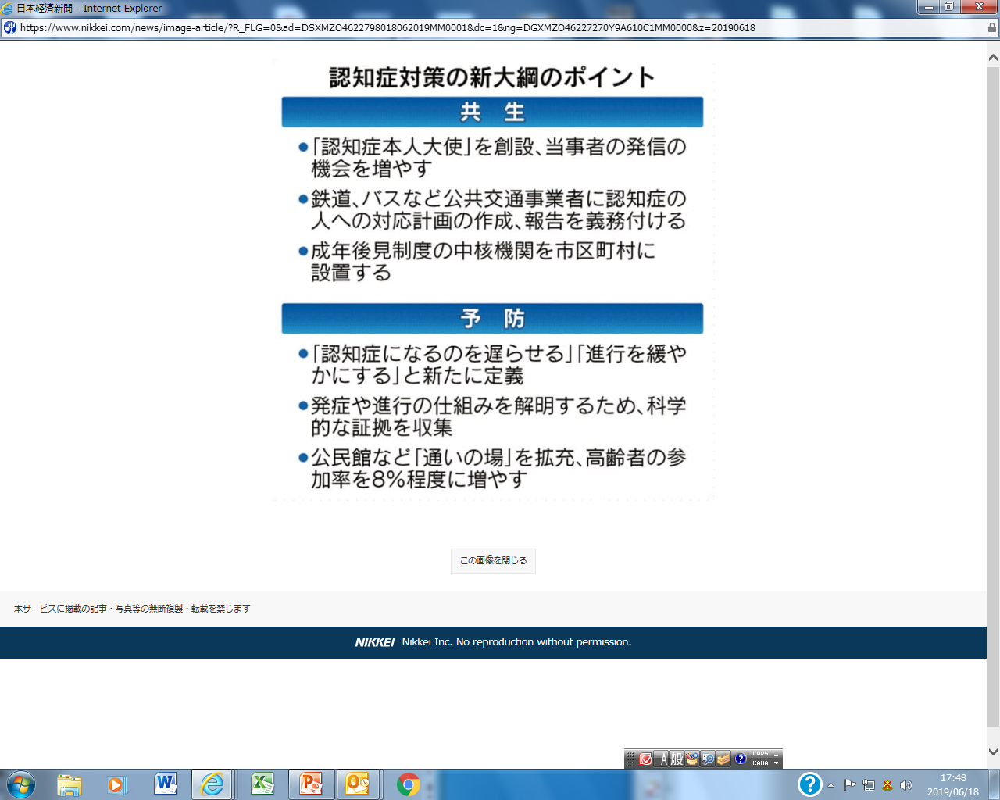 日本経済新聞 - Internet Explorer
https://www.nikkei.com/news/image-article/?R_FLG=0&ad=DSXMZO4622798018062019MM0001&dc=1&ng=DGXMZO46227270Y9A610C1MM0000&z=20190618
認知症対策の新大綱のポイント
共 生
●「認知症本人大使」を創設、当事者の発信の
機会を増やす
●鉄道、バスなど公共交通事業者に認知症の
人への対応計画の作成、報告を義務付ける
●成年後見制度の中核機関を市区町村に
設置する
予 防
●「認知症になるのを遅らせる」「進行を緩や
かにする」と新たに定義
●発症や進行の仕組みを解明するため、科学
的な証拠を収集
●公民館など「通いの場」を拡充、高齢者の参
加率を8%程度に増やす
この画像を閉じる
本サービスに掲載の記事・写真等の無断複製・転載を禁じます
NIKKEI Nikkei Inc. No reproduction without permission.
A 般 CAPS
KANA
17:48
2019/06/18